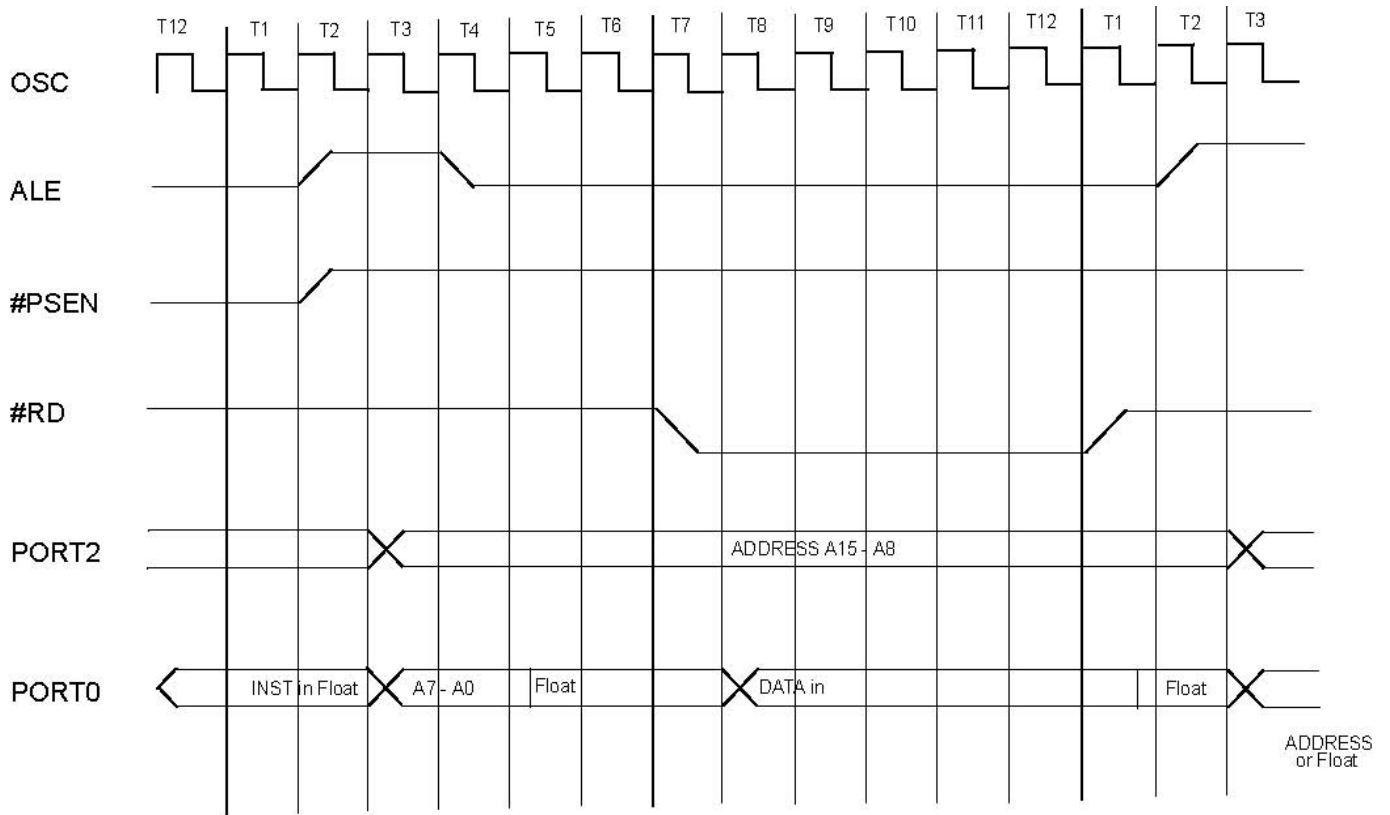 T12 T1 T2 T3 T4 T5 T6 T7 T8 T9 T10 T11 T12 T1 T2 T3
OSC
ALE
#PSEN
#RD
PORT2 ADDRESS A15 - A8
PORT0 INST in Float A7 - A0 Float DATA in Float
ADDRESS
or Float